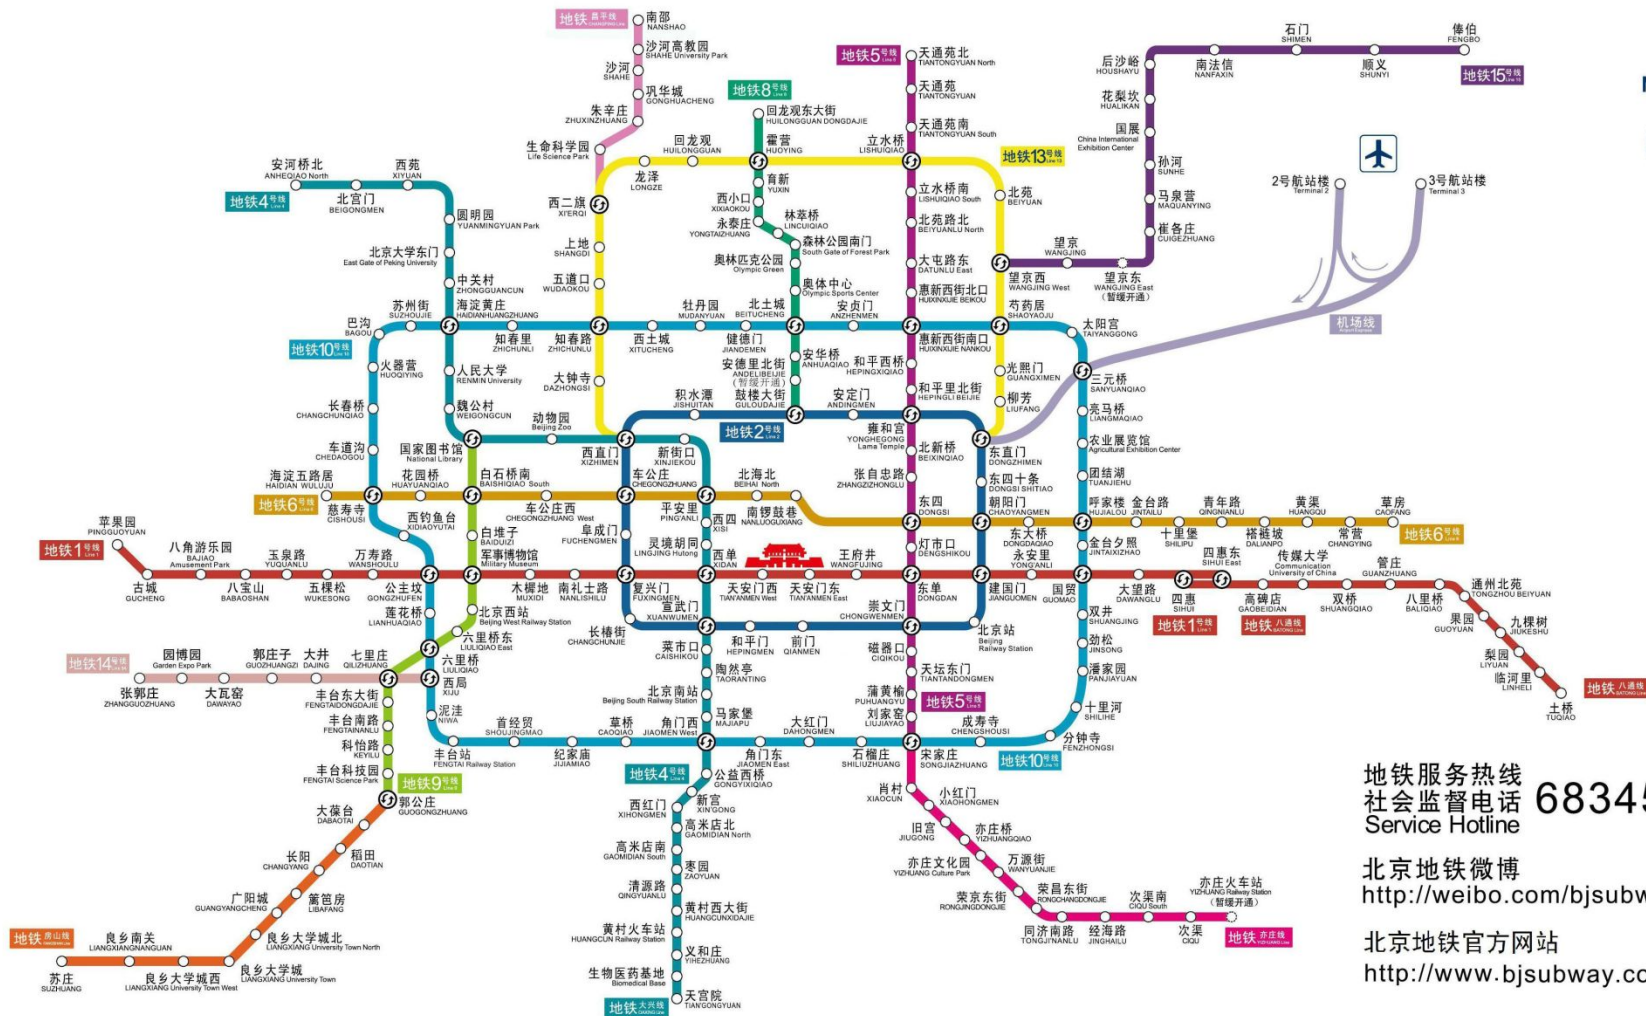 地铁 昌平线
南邵
NANSHAO
沙河高教园
SHAHE University Park
沙河
SHAHE
巩华城
GONGHUACHENG
朱辛庄
ZHUXINZHUANG
生命科学园
Life Science Park
地铁8号线
Line 8
回龙观东大街
HUILONGGUAN DONGDAJIE
霍营
HUOYING
育新
YUXIN
西小口
XIXIAOKOU
永泰庄
YONGTAIZHUANG
林萃桥
LINCUIQIAO
森林公园南门
South Gate of Forest Park
奥林匹克公园
Olympic Green
奥体中心
Olympic Sports Center
北土城
BEITUCHENG
安华桥
ANHUAQIAO
安德里北街
ANDELIBEIJIE
(暂缓开通)
鼓楼大街
GULOUDAJIE
地铁5号线
Line 5
天通苑北
TIANTONGYUAN North
天通苑
TIANTONGYUAN
天通苑南
TIANTONGYUAN South
立水桥
LISHUIQIAO
立水桥南
LISHUIQIAO South
北苑路北
BEIYUANLU North
大屯路东
DATUNLU East
惠新西街北口
HUIXINXIJIE BEIKOU
惠新西街南口
HUIXINXIJIE NANKOU
和平西桥
HEPINGXIQIAO
和平里北街
HEPINGLI BEIJIE
雍和宫
YONGHEGONG
Lama Temple
北新桥
BEIXINQIAO
张自忠路
ZHANGZIZHONGLU
东四
DONGSI
灯市口
DENGSHIKOU
东单
DONGDAN
崇文门
CHONGWENMEN
磁器口
CIQIKOU
天坛东门
TIANTANDONGMEN
蒲黄榆
PUHUANGYU
地铁5号线
Line 5
刘家窑
LIUJIAYAO
宋家庄
SONGJIAZHUANG
俸伯
FENGBO
石门
SHIMEN
顺义
SHUNYI
地铁15号线
Line 15
南法信
NANFAXIN
后沙峪
HOUSHAYU
花梨坎
HUALIKAN
国展
China International
Exhibition Center
孙河
SUNHE
马泉营
MAQUANYING
崔各庄
CUIGEZHUANG
望京东
WANGJING East
(暂缓开通)
望京
WANGJING
望京西
WANGJING West
2号航站楼
Terminal 2
3号航站楼
Terminal 3
机场线
地铁13号线
Line 13
回龙观
HUILONGGUAN
龙泽
LONGZE
西二旗
XI'ERQI
上地
SHANGDI
五道口
WUDAOKOU
知春路
ZHICHUNLU
大钟寺
DAZHONGSI
西直门
XIZHIMEN
北苑
BEIYUAN
芍药居
SHAOYAOJU
光熙门
GUANGXIMEN
柳芳
LIUFANG
东直门
DONGZHIMEN
安河桥北
ANHEQIAO North
地铁4号线
Line 4
北宫门
BEIGONGMEN
西苑
XIYUAN
圆明园
YUANMINGYUAN Park
北京大学东门
East Gate of Peking University
中关村
ZHONGGUANCUN
海淀黄庄
HAIDIANHUANGZHUANG
人民大学
RENMIN University
魏公村
WEIGONGCUN
国家图书馆
National Library
动物园
Beijing Zoo
新街口
XINJIEKOU
平安里
PING'ANLI
西四
XISI
灵境胡同
LINGJING Hutong
西单
XIDAN
宣武门
XUANWUMEN
菜市口
CAISHIKOU
陶然亭
TAORANTING
北京南站
Beijing South Railway Station
马家堡
MAJIAPU
角门西
JIAOMEN West
地铁4号线
Line 4
公益西桥
GONGYIXIQIAO
新宫
XIN'GONG
西红门
XIHONGMEN
高米店北
GAOMIDIAN North
高米店南
GAOMIDIAN South
枣园
ZAOYUAN
清源路
QINGYUANLU
黄村西大街
HUANGCUNXIDAJIE
黄村火车站
HUANGCUN Railway Station
义和庄
YIHEZHUANG
生物医药基地
Biomedical Base
天宫院
TIAN'GONGYUAN
地铁 大兴线
苏州街
SUZHOUJIE
巴沟
BAGOU
地铁10号线
Line 10
知春里
ZHICHUNLI
西土城
XITUCHENG
牡丹园
MUDANYUAN
健德门
JIANDEMEN
安贞门
ANZHENMEN
太阳宫
TAIYANGGONG
三元桥
SANYUANQIAO
亮马桥
LIANGMAQIAO
农业展览馆
Agricultural Exhibition Center
团结湖
TUANJIEHU
呼家楼
HUJIALOU
金台夕照
JINTAIXIZHAO
国贸
GUOMAO
双井
SHUANGJING
劲松
JINSONG
潘家园
PANJIAYUAN
十里河
SHILIHE
分钟寺
FENZHONGSI
地铁10号线
Line 10
成寿寺
CHENGSHOUSI
石榴庄
SHILIUZHUANG
大红门
DAHONGMEN
角门东
JIAOMEN East
草桥
CAOQIAO
纪家庙
JIJIAMIAO
首经贸
SHOUJINGMAO
丰台站
FENGTAI Railway Station
泥洼
NIWA
西局
XIJU
六里桥
LIULIQIAO
莲花桥
LIANHUAQIAO
公主坟
GONGZHUFEN
西钓鱼台
XIDIAOYUTAI
慈寿寺
CISHOUSI
车道沟
CHEDAOGOU
长春桥
CHANGCHUNQIAO
火器营
HUOQIYING
地铁2号线
Line 2
积水潭
JISHUITAN
安定门
ANDINGMEN
东四十条
DONGSI SHITIAO
朝阳门
CHAOYANGMEN
建国门
JIANGUOMEN
北京站
Beijing
Railway Station
前门
QIANMEN
和平门
HEPINGMEN
长椿街
CHANGCHUNJIE
复兴门
FUXINGMEN
阜成门
FUCHENGMEN
车公庄
CHEGONGZHUANG
海淀五路居
HAIDIAN WULUJU
地铁6号线
Line 6
花园桥
HUAYUANQIAO
白石桥南
BAISHIQIAO South
车公庄西
CHEGONGZHUANG West
北海北
BEIHAI North
南锣鼓巷
NANLUOGUXIANG
东大桥
DONGDAQIAO
金台路
JINTAILU
十里堡
SHILIPU
青年路
QINGNIANLU
褡裢坡
DALIANPO
黄渠
HUANGQU
常营
CHANGYING
草房
CAOFANG
地铁6号线
Line 6
苹果园
PINGGUOYUAN
地铁1号线
Line 1
古城
GUCHENG
八角游乐园
BAJIAO
Amusement Park
八宝山
BABAOSHAN
玉泉路
YUQUANLU
五棵松
WUKESONG
万寿路
WANSHOULU
军事博物馆
Military Museum
木樨地
MUXIDI
南礼士路
NANLISHILU
天安门西
TIAN'ANMEN West
天安门东
TIAN'ANMEN East
王府井
WANGFUJING
永安里
YONG'ANLI
大望路
DAWANGLU
四惠
SIHUI
四惠东
SIHUI East
地铁1号线
Line 1
地铁 八通线
BATONG Line
高碑店
GAOBEIDIAN
传媒大学
Communication
University of China
双桥
SHUANGQIAO
管庄
GUANZHUANG
八里桥
BALIQIAO
通州北苑
TONGZHOU BEIYUAN
果园
GUOYUAN
九棵树
JIUKESHU
梨园
LIYUAN
临河里
LINHELI
土桥
TUQIAO
地铁 八通线
BATONG Line
白堆子
BAIDUIZI
北京西站
Beijing West Railway Station
六里桥东
LIULIQIAO East
七里庄
QILIZHUANG
丰台东大街
FENGTAIDONGDAJIE
丰台南路
FENGTAINANLU
科怡路
KEYILU
丰台科技园
FENGTAI Science Park
地铁9号线
Line 9
郭公庄
GUOGONGZHUANG
地铁14号线
张郭庄
ZHANGGUOZHUANG
园博园
Garden Expo Park
大瓦窑
DAWAYAO
郭庄子
GUOZHUANGZI
大井
DAJING
大葆台
DABAOTAI
稻田
DAOTIAN
长阳
CHANGYANG
篱笆房
LIBAFANG
广阳城
GUANGYANGCHENG
良乡大学城北
LIANGXIANG University Town North
良乡大学城
LIANGXIANG University Town
良乡大学城西
LIANGXIANG University Town West
良乡南关
LIANGXIANGNANGUAN
苏庄
SUZHUANG
地铁 房山线
肖村
XIAOCUN
小红门
XIAOHONGMEN
旧宫
JIUGONG
亦庄桥
YIZHUANGQIAO
亦庄文化园
YIZHUANG Culture Park
万源街
WANYUANJIE
荣京东街
RONGJINGDONGJIE
荣昌东街
RONGCHANGDONGJIE
同济南路
TONGJI'NANLU
经海路
JINGHAILU
次渠南
CIQU South
次渠
CIQU
亦庄火车站
YIZHUANG Railway Station
(暂缓开通)
地铁 亦庄线
YIZHUANG Line
地铁服务热线
社会监督电话 68345
Service Hotline
北京地铁微博
http://weibo.com/bjsubw
北京地铁官方网站
http://www.bjsubway.co